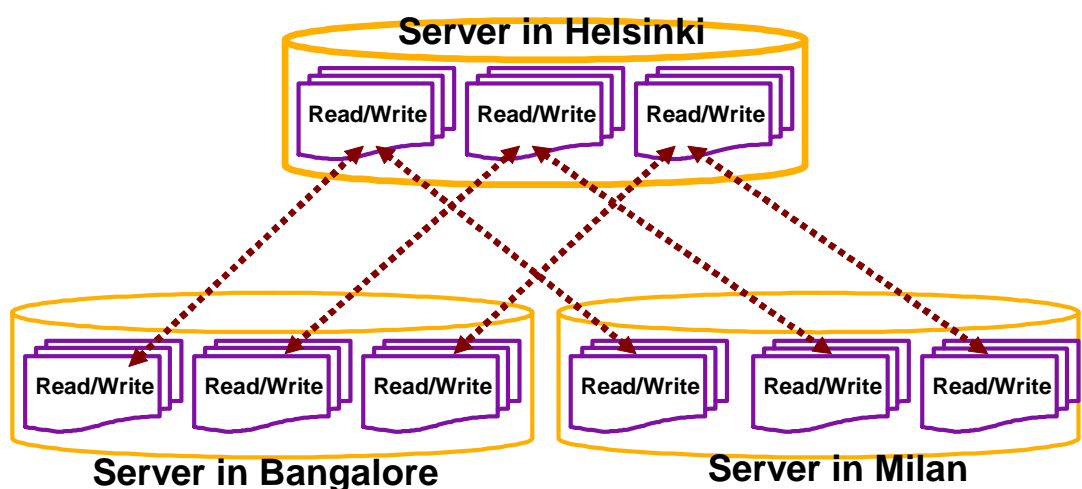 Server in Helsinki
Read/Write Read/Write Read/Write
Read/Write Read/Write Read/Write Read/Write Read/Write Read/Write
Server in Bangalore Server in Milan